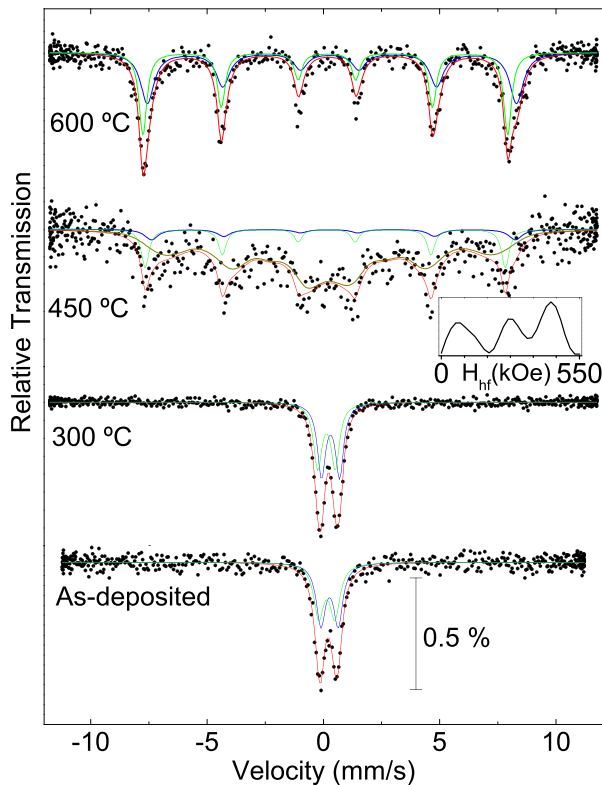 600 ºC
450 ºC
0 H_hf(kOe) 550
300 ºC
As-deposited
0.5 %
-10 -5 0 5 10
Velocity (mm/s)
Relative Transmission